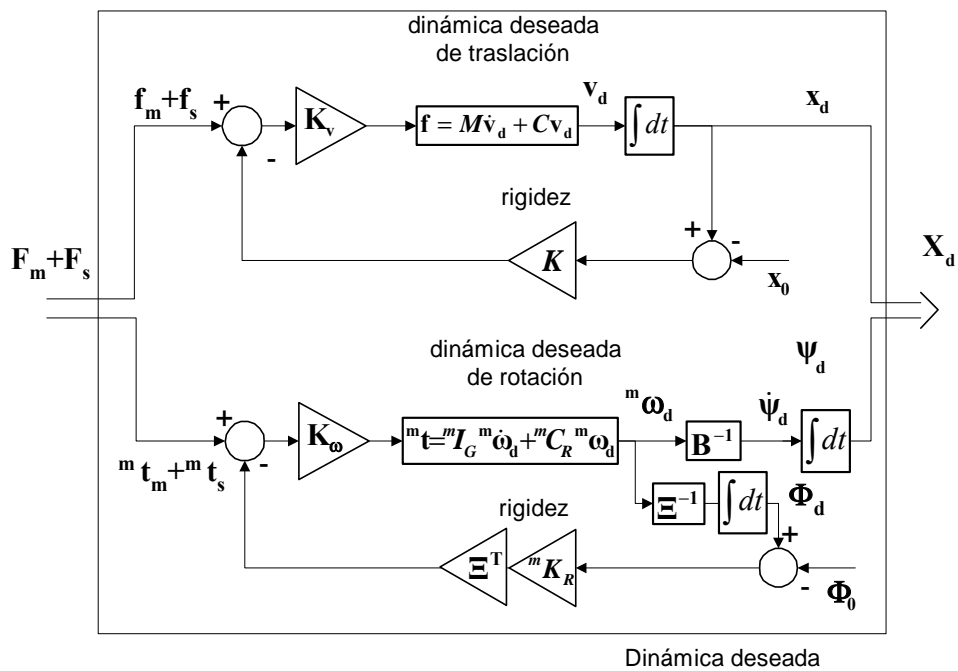 dinámica deseada
de traslación
f_m+f_s
+
-
K_v
f = Mv̇_d + Cv_d
v_d
∫dt
x_d
rigidez
K
+
-
x_0
F_m+F_s
X_d
dinámica deseada
de rotación
ψ_d
+
-
^m t_m+^m t_s
K_ω
^m t=^m I_G ^m ω̇_d+^m C_R ^m ω_d
^m ω_d
B^{-1}
ψ̇_d
∫dt
Ξ^{-1}
∫dt
Φ_d
rigidez
Ξ^T
^m K_R
+
-
Φ_0
Dinámica deseada